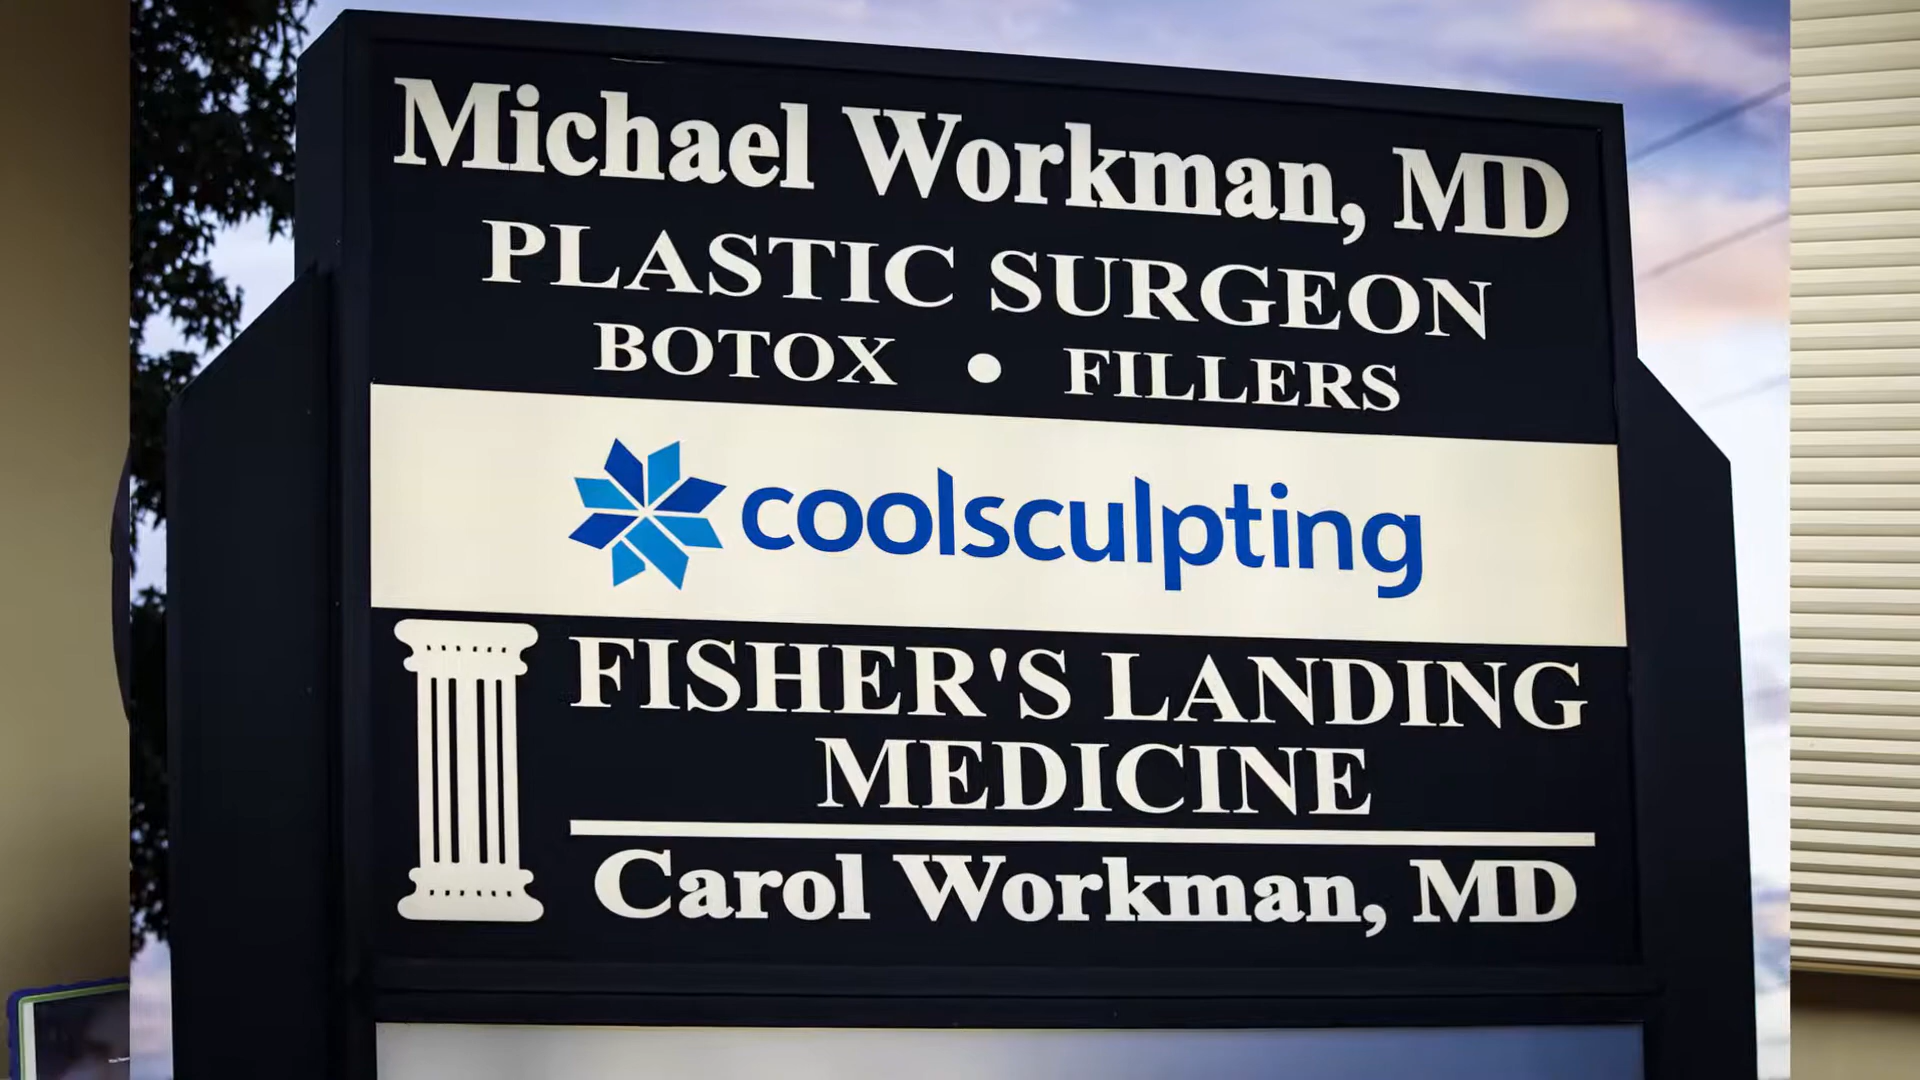 Michael Workman, MD
PLASTIC SURGEON
BOTOX • FILLERS
coolsculpting
FISHER'S LANDING
MEDICINE
Carol Workman, MD